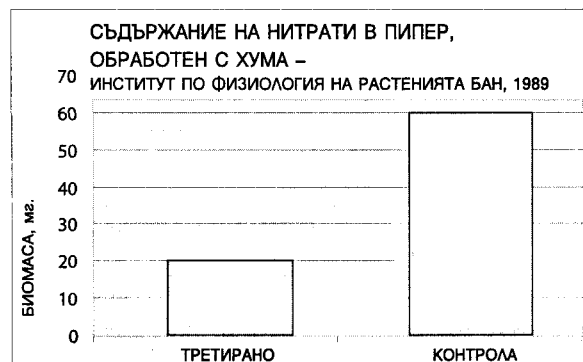 СЪДЪРЖАНИЕ НА НИТРАТИ В ПИПЕР,
ОБРАБОТЕН С ХУМА –
ИНСТИТУТ ПО ФИЗИОЛОГИЯ НА РАСТЕНИЯТА БАН, 1989
70
60
50
40
30
20
10
0
БИОМАСА, мг.
ТРЕТИРАНО
КОНТРОЛА